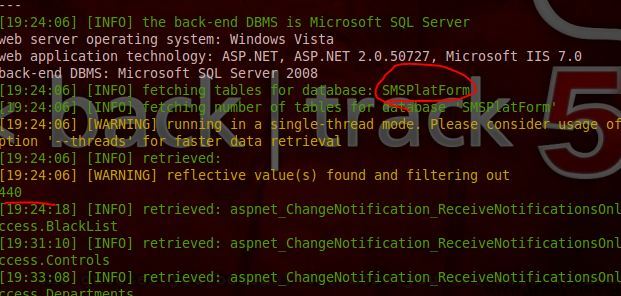 ---
[19:24:06] [INFO] the back-end DBMS is Microsoft SQL Server
web server operating system: Windows Vista
web application technology: ASP.NET, ASP.NET 2.0.50727, Microsoft IIS 7.0
back-end DBMS: Microsoft SQL Server 2008
[19:24:06] [INFO] fetching tables for database: SMSPlatForm
[19:24:06] [INFO] fetching number of tables for database 'SMSPlatForm'
[19:24:06] [WARNING] running in a single-thread mode. Please consider usage of
ption '--threads' for faster data retrieval
[19:24:06] [INFO] retrieved:
[19:24:06] [WARNING] reflective value(s) found and filtering out
440
[19:24:18] [INFO] retrieved: aspnet_ChangeNotification_ReceiveNotificationsOnl
ccess.BlackList
[19:31:10] [INFO] retrieved: aspnet_ChangeNotification_ReceiveNotificationsOnl
ccess.Controls
[19:33:08] [INFO] retrieved: aspnet_ChangeNotification_ReceiveNotificationsOnl
ccess.Departments
back|track 5